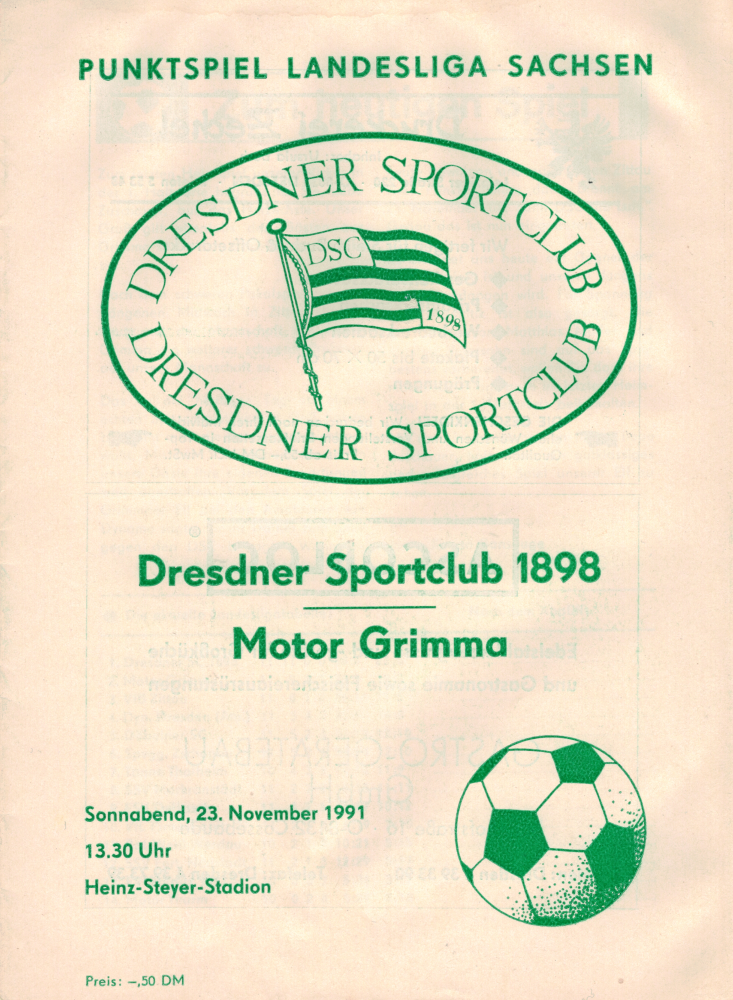 PUNKTSPIEL LANDESLIGA SACHSEN
DRESDNER SPORTCLUB
DSC
1898
DRESDNER SPORTCLUB
Dresdner Sportclub 1898
Motor Grimma
Sonnabend, 23. November 1991
13.30 Uhr
Heinz-Steyer-Stadion
Preis: –,50 DM